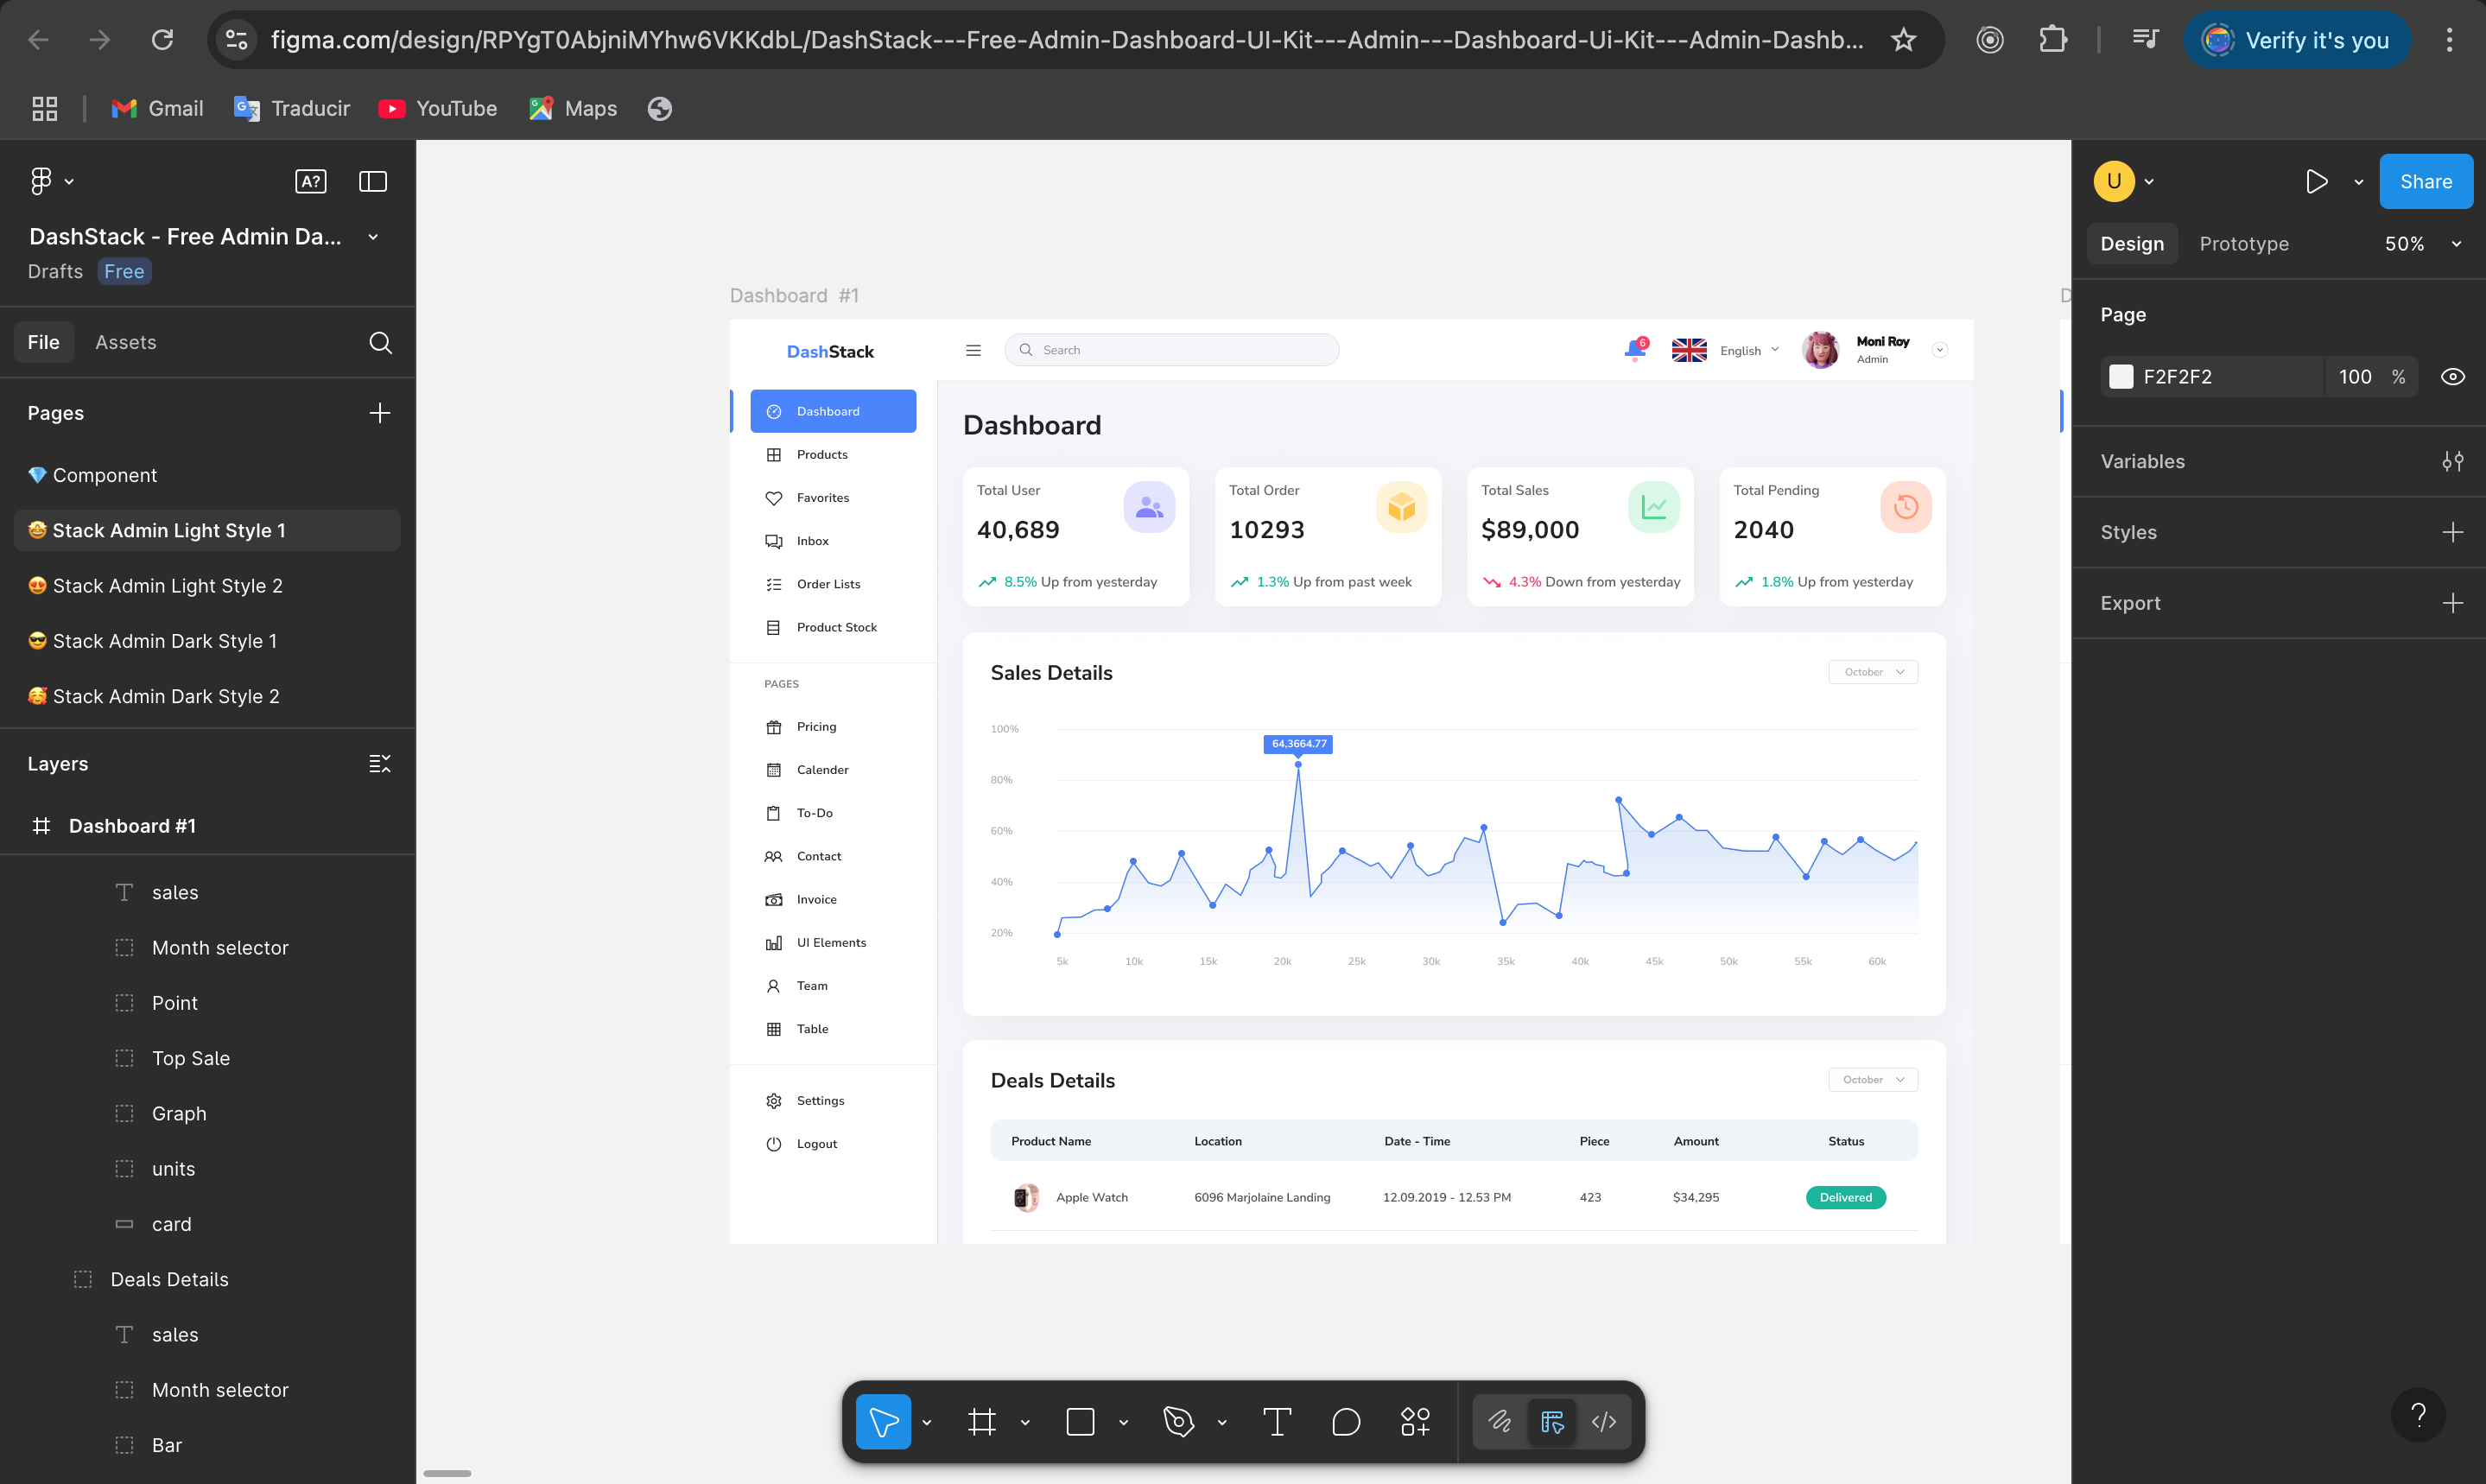 figma.com/design/RPYgT0AbjniMYhw6VKKdbL/DashStack---Free-Admin-Dashboard-UI-Kit---Admin---Dashboard-Ui-Kit---Admin-Dashb...
Verify it's you
Gmail
Traducir
YouTube
Maps
A?
DashStack - Free Admin Da...
Drafts
Free
File
Assets
Pages
Component
Stack Admin Light Style 1
Stack Admin Light Style 2
Stack Admin Dark Style 1
Stack Admin Dark Style 2
Layers
Dashboard #1
sales
Month selector
Point
Top Sale
Graph
units
card
Deals Details
sales
Month selector
Bar
Dashboard #1
D
DashStack
Search
6
English
Moni Roy
Admin
Dashboard
Products
Favorites
Inbox
Order Lists
Product Stock
PAGES
Pricing
Calender
To-Do
Contact
Invoice
UI Elements
Team
Table
Settings
Logout
Dashboard
Total User
40,689
8.5% Up from yesterday
Total Order
10293
1.3% Up from past week
Total Sales
$89,000
4.3% Down from yesterday
Total Pending
2040
1.8% Up from yesterday
Sales Details
October
100%
80%
60%
40%
20%
64,3664.77
5k 10k 15k 20k 25k 30k 35k 40k 45k 50k 55k 60k
Deals Details
October
Product Name Location Date - Time Piece Amount Status
Apple Watch 6096 Marjolaine Landing 12.09.2019 - 12.53 PM 423 $34,295 Delivered
U
Share
Design
Prototype
50%
Page
F2F2F2
100 %
Variables
Styles
Export
?